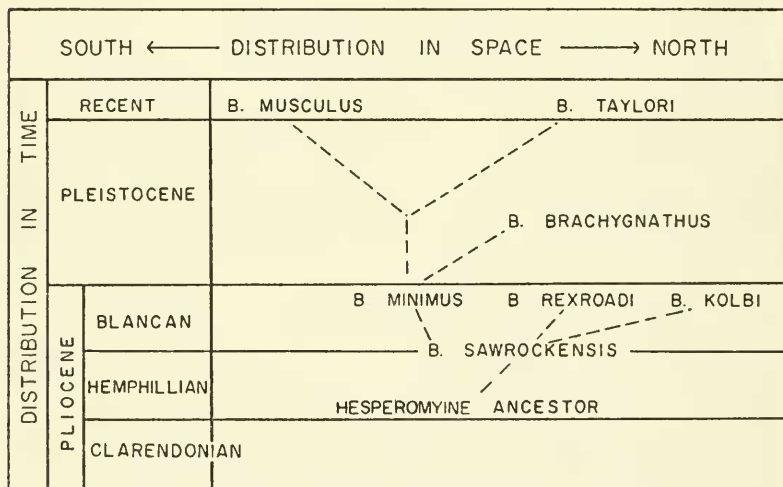 SOUTH ←— DISTRIBUTION IN SPACE —→ NORTH
DISTRIBUTION IN TIME
RECENT
B. MUSCULUS
B. TAYLORI
PLEISTOCENE
B. BRACHYGNATHUS
PLIOCENE
BLANCAN
B MINIMUS
B REXROADI
B. KOLBI
B. SAWROCKENSIS
HEMPHILLIAN
HESPEROMYINE ANCESTOR
CLARENDONIAN